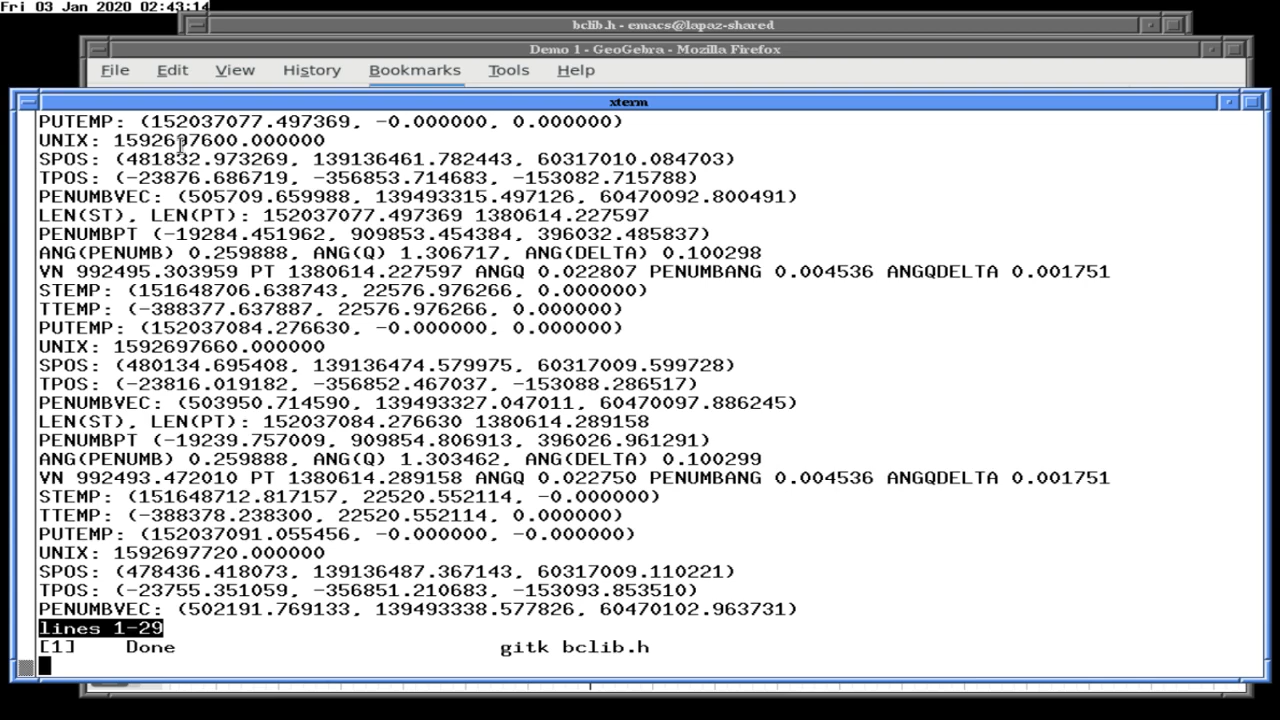 Fri 03 Jan 2020 02:43:14
bclib.h - emacs@lapaz-shared
Demo 1 - GeoGebra - Mozilla Firefox
File Edit View History Bookmarks Tools Help
xterm
PUTEMP: (152037077.497369, -0.000000, 0.000000)
UNIX: 1592697600.000000
SPOS: (481832.973269, 139136461.782443, 60317010.084703)
TPOS: (-23876.686719, -356853.714683, -153082.715788)
PENUMBVEC: (505709.659988, 139493315.497126, 60470092.800491)
LEN(ST), LEN(PT): 152037077.497369 1380614.227597
PENUMBPT (-19284.451962, 909853.454384, 396032.485837)
ANG(PENUMB) 0.259888, ANG(Q) 1.306717, ANG(DELTA) 0.100298
VN 992495.303959 PT 1380614.227597 ANGQ 0.022807 PENUMBANG 0.004536 ANGQDELTA 0.001751
STEMP: (151648706.638743, 22576.976266, 0.000000)
TTEMP: (-388377.637887, 22576.976266, 0.000000)
PUTEMP: (152037084.276630, -0.000000, 0.000000)
UNIX: 1592697660.000000
SPOS: (480134.695408, 139136474.579975, 60317009.599728)
TPOS: (-23816.019182, -356852.467037, -153088.286517)
PENUMBVEC: (503950.714590, 139493327.047011, 60470097.886245)
LEN(ST), LEN(PT): 152037084.276630 1380614.289158
PENUMBPT (-19239.757009, 909854.806913, 396026.961291)
ANG(PENUMB) 0.259888, ANG(Q) 1.303462, ANG(DELTA) 0.100299
VN 992493.472010 PT 1380614.289158 ANGQ 0.022750 PENUMBANG 0.004536 ANGQDELTA 0.001751
STEMP: (151648712.817157, 22520.552114, -0.000000)
TTEMP: (-388378.238300, 22520.552114, 0.000000)
PUTEMP: (152037091.055456, -0.000000, -0.000000)
UNIX: 1592697720.000000
SPOS: (478436.418073, 139136487.367143, 60317009.110221)
TPOS: (-23755.351059, -356851.210683, -153093.853510)
PENUMBVEC: (502191.769133, 139493338.577826, 60470102.963731)
lines 1-29
[1] Done gitk bclib.h